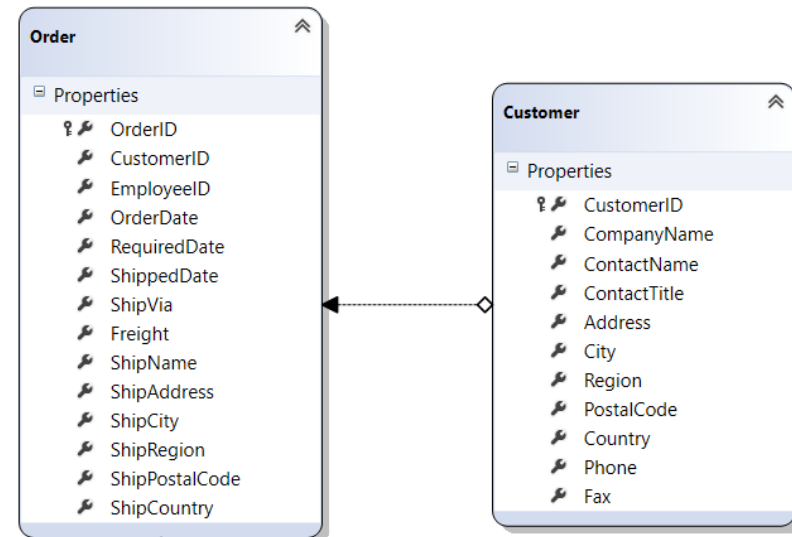 Order
Properties
OrderID
CustomerID
EmployeeID
OrderDate
RequiredDate
ShippedDate
ShipVia
Freight
ShipName
ShipAddress
ShipCity
ShipRegion
ShipPostalCode
ShipCountry
Customer
Properties
CustomerID
CompanyName
ContactName
ContactTitle
Address
City
Region
PostalCode
Country
Phone
Fax